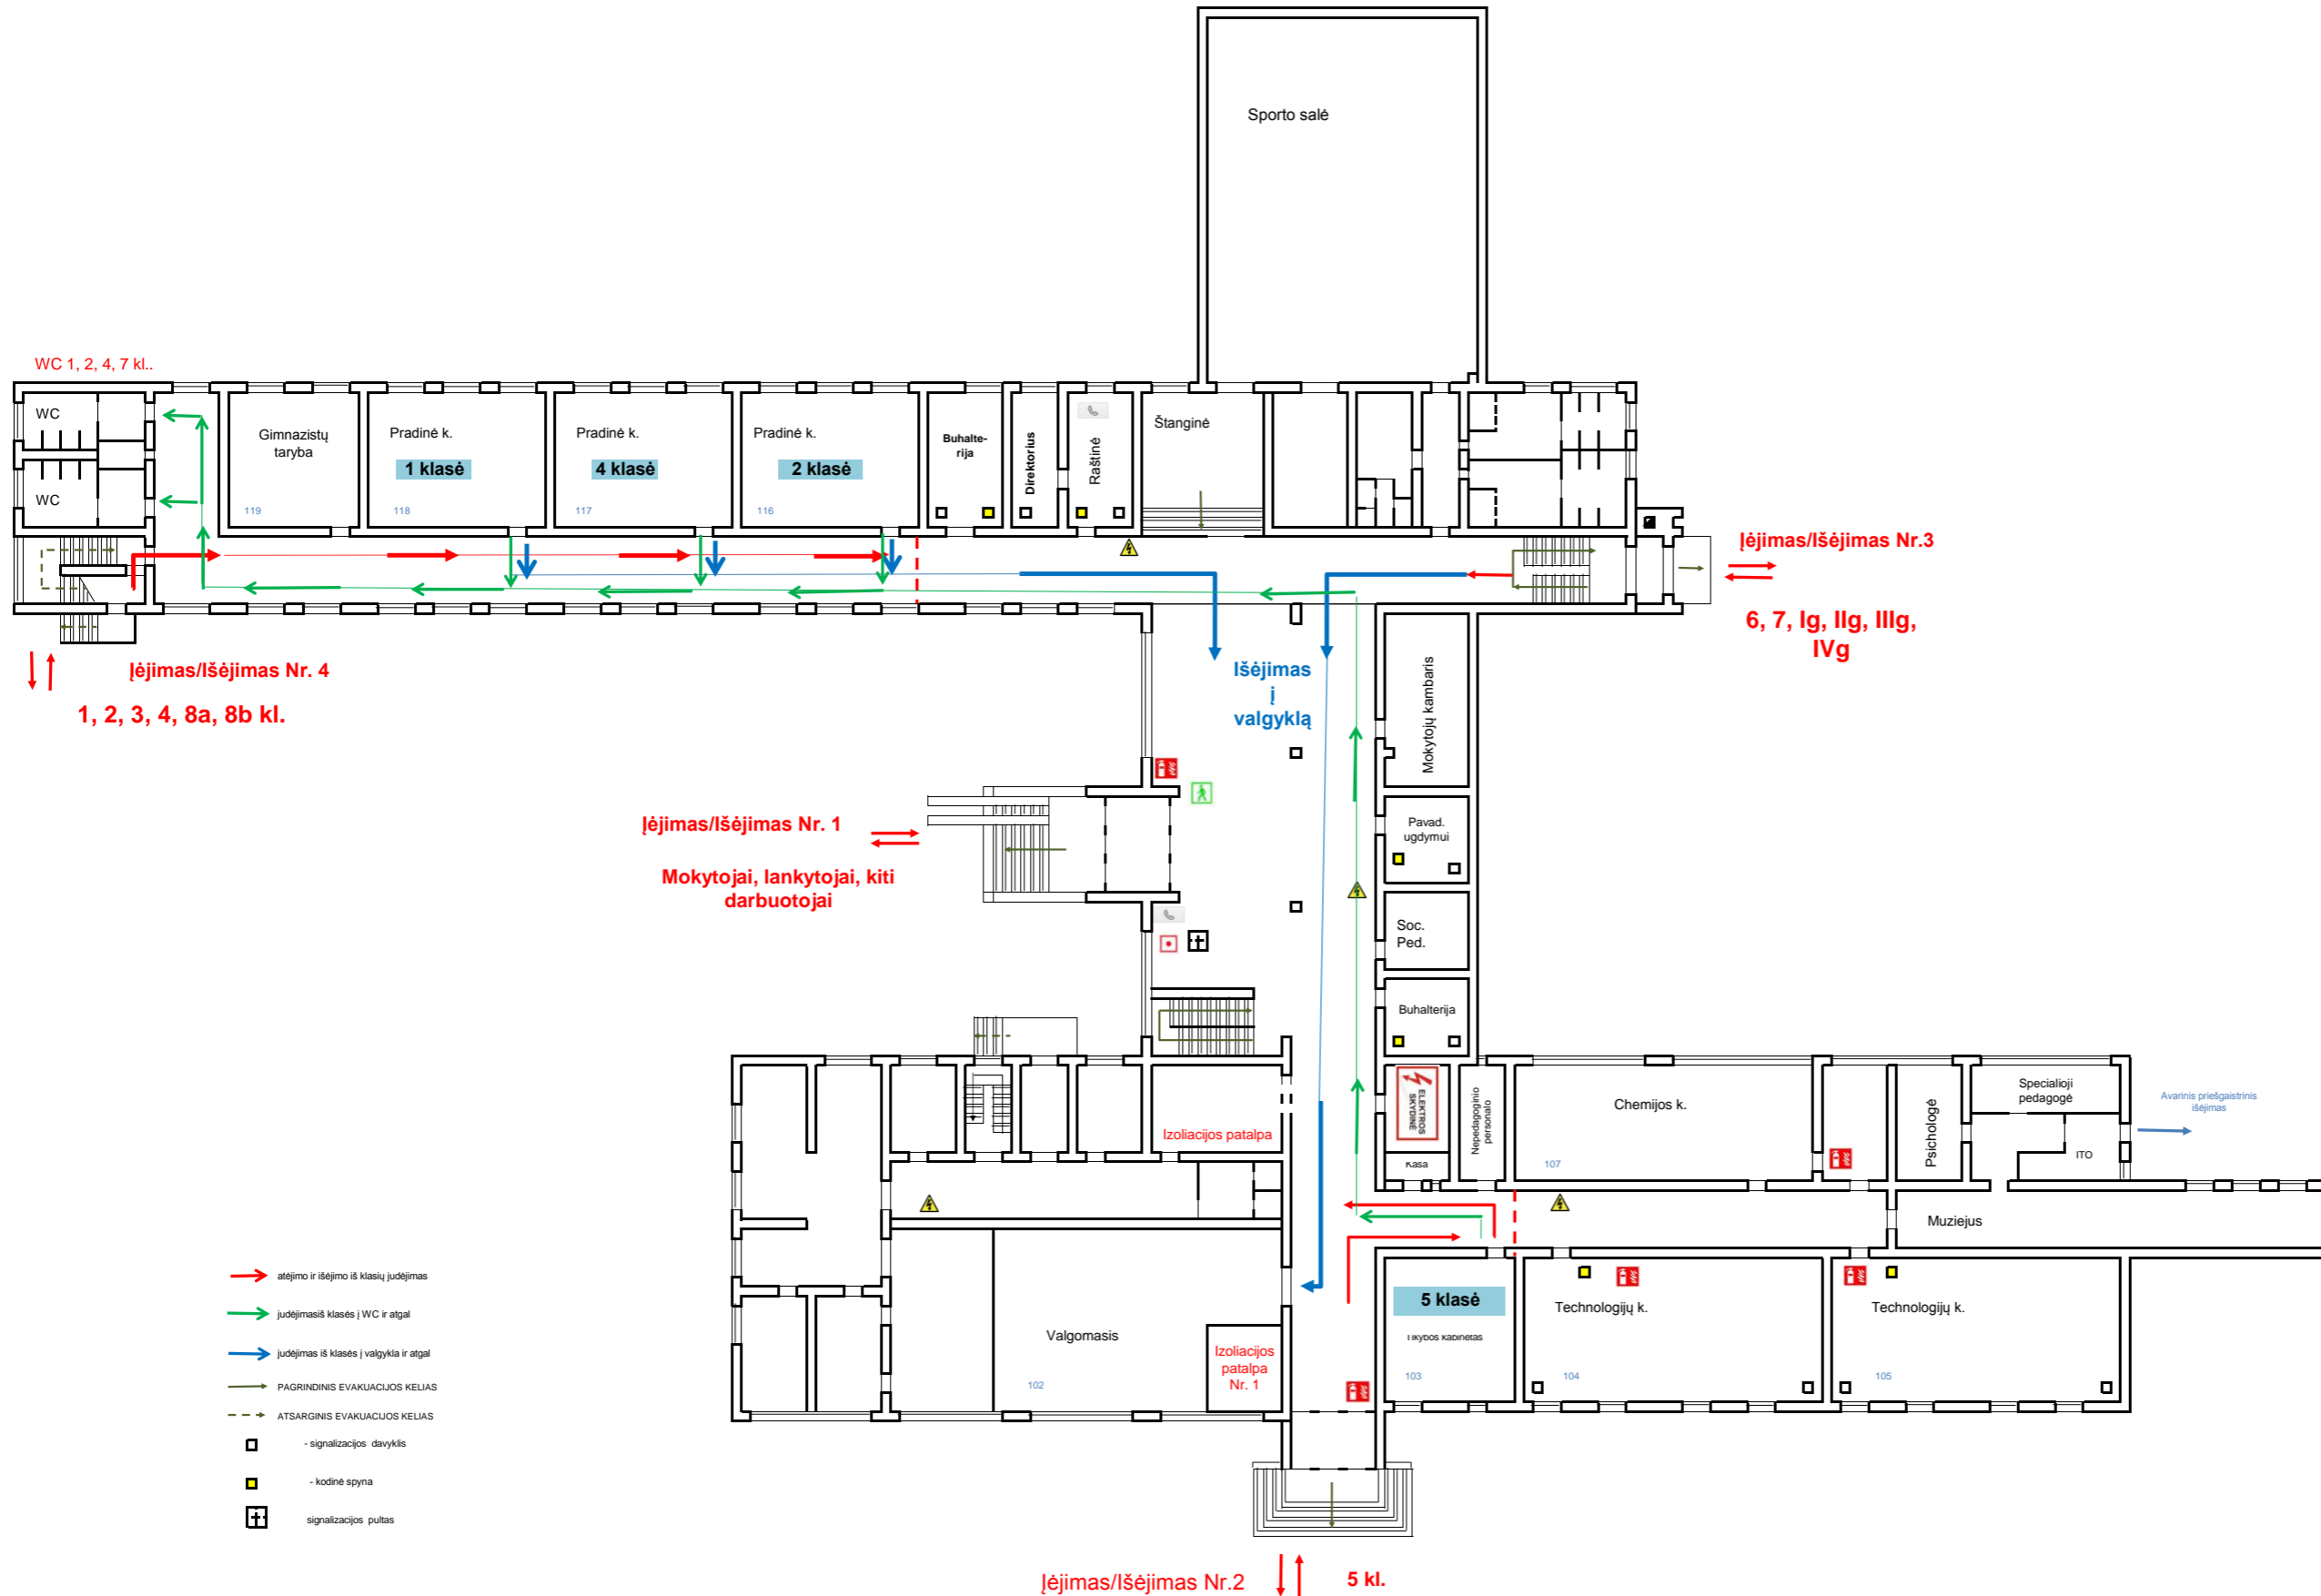 Sporto salė
WC 1, 2, 4, 7 kl..
WC
WC
Gimnazistų
taryba
119
Pradinė k.
1 klasė
118
Pradinė k.
4 klasė
117
Pradinė k.
2 klasė
116
Buhalte-
rija
Direktorius
Raštinė
Štanginė
Įėjimas/Išėjimas Nr.3
6, 7, Ig, IIg, IIIg,
IVg
Įėjimas/Išėjimas Nr. 4
1, 2, 3, 4, 8a, 8b kl.
Išėjimas
į
valgyklą
Mokytojų kambaris
Įėjimas/Išėjimas Nr. 1
Mokytojai, lankytojai, kiti
darbuotojai
Pavad.
ugdymui
Soc.
Ped.
Buhalterija
ELEKTROS
SKYDINĖ
Kasa
Nepedagoginio
personalo
Chemijos k.
107
Psichologė
Specialioji
pedagogė
ITO
Avarinis priešgaistrinis
išėjimas
Izoliacijos patalpa
Muziejus
Valgomasis
102
Izoliacijos
patalpa
Nr. 1
5 klasė
Tikybos kabinetas
103
Technologijų k.
104
Technologijų k.
105
atėjimo ir išėjimo iš klasių judėjimas
judėjimasiš klasės į WC ir atgal
judėjimas iš klasės į valgykla ir atgal
PAGRINDINIS EVAKUACIJOS KELIAS
ATSARGINIS EVAKUACIJOS KELIAS
- signalizacijos davyklis
- kodinė spyna
signalizacijos pultas
Įėjimas/Išėjimas Nr.2
5 kl.